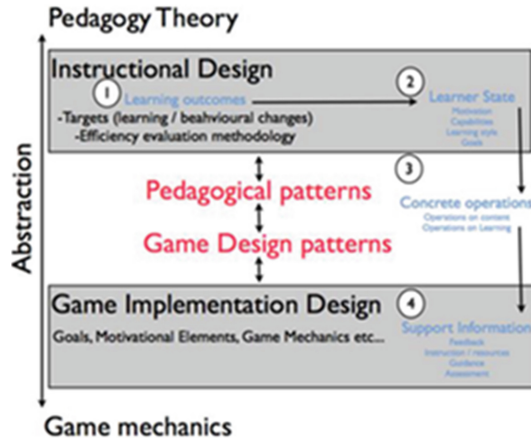 Pedagogy Theory
Abstraction
Instructional Design
1
Learning outcomes
-Targets (learning / beahvioural changes)
-Efficiency evaluation methodology
2
Learner State
Motivation
Capabilities
Learning style
Goals
3
Pedagogical patterns
Concrete operations
Operations on content
Operations on Learning
Game Design patterns
Game Implementation Design
Goals, Motivational Elements, Game Mechanics etc...
4
Support Information
Feedback
Instruction / resources
Guidance
Assessment
Game mechanics